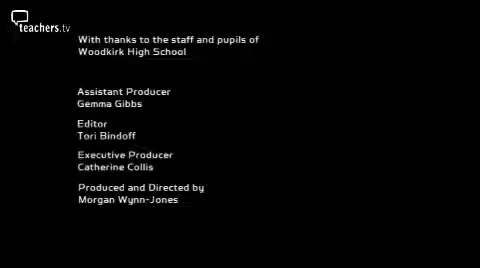 teachers.tv
With thanks to the staff and pupils of
Woodkirk High School
Assistant Producer
Gemma Gibbs
Editor
Tori Bindoff
Executive Producer
Catherine Collis
Produced and Directed by
Morgan Wynn-Jones